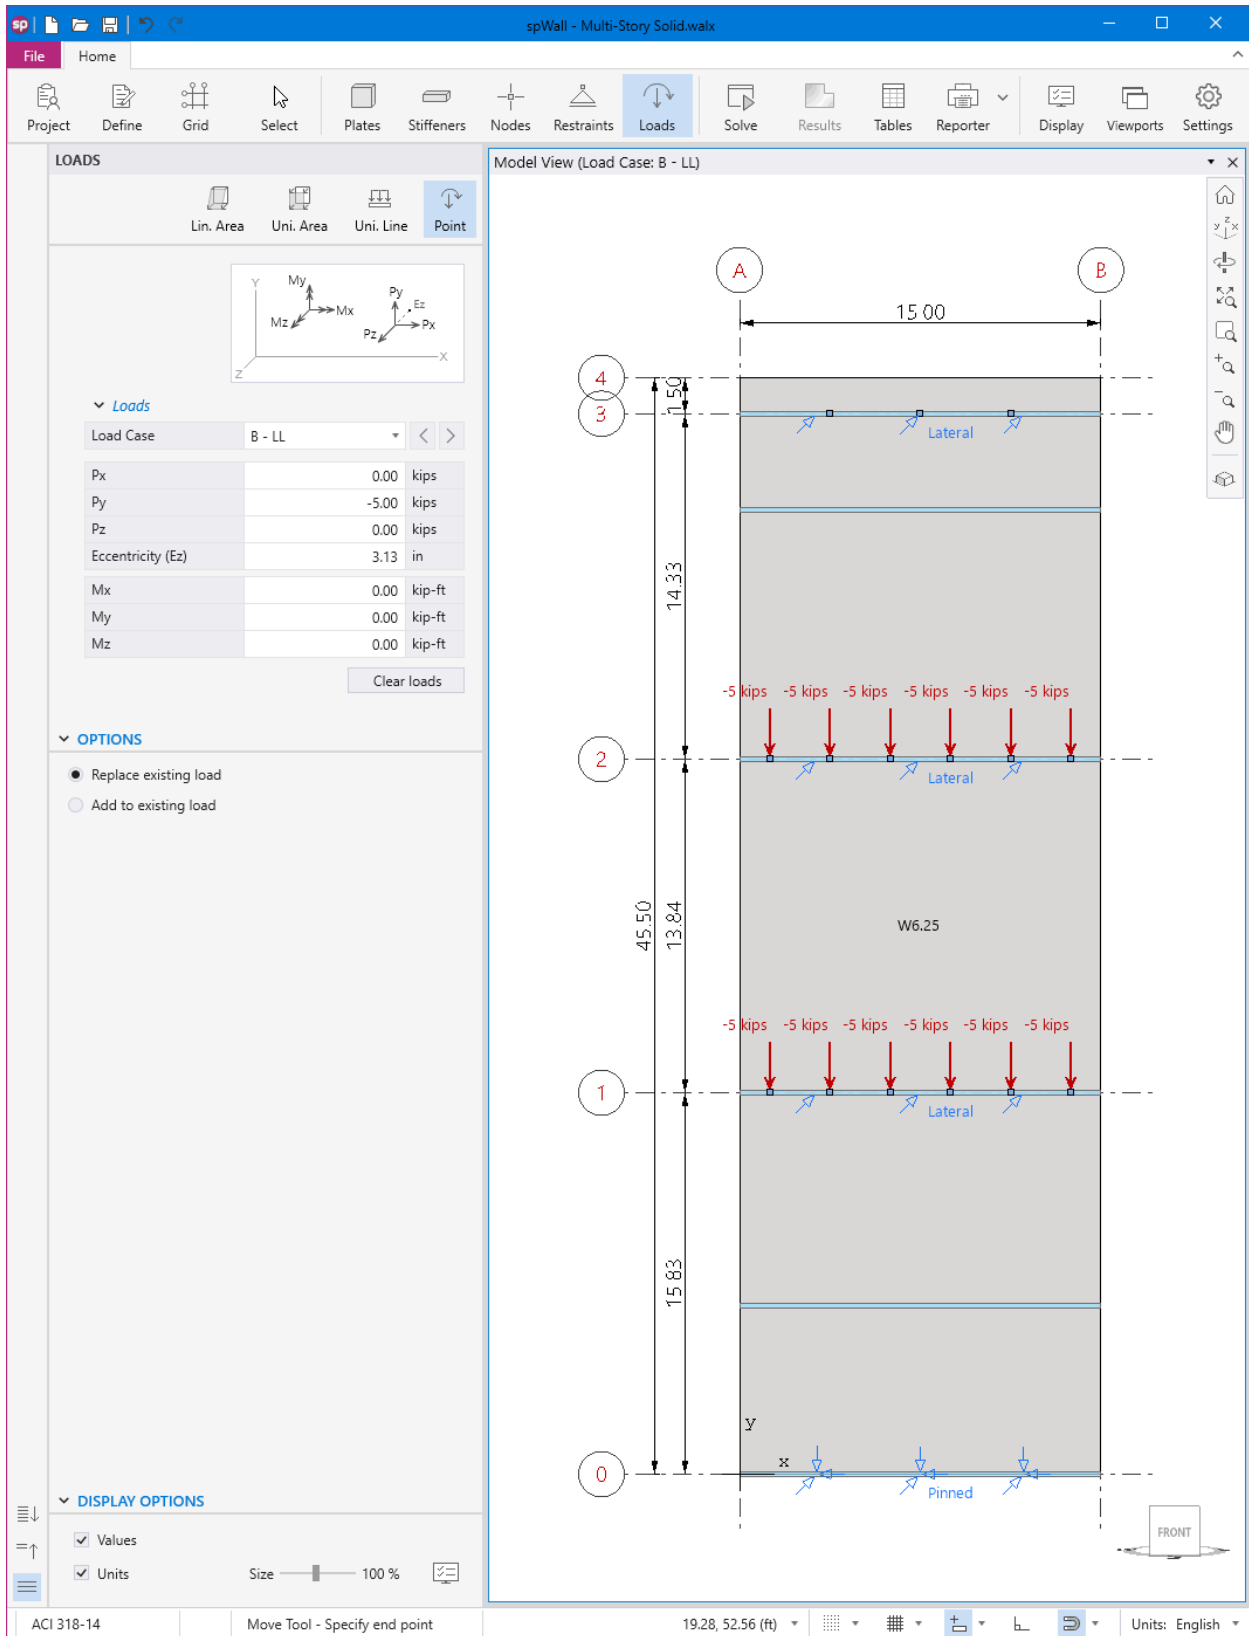 sp
spWall - Multi-Story Solid.walx
File Home
Project Define Grid Select Plates Stiffeners Nodes Restraints Loads Solve Results Tables Reporter Display Viewports Settings
LOADS
Model View (Load Case: B - LL)
Lin. Area Uni. Area Uni. Line Point
Y My Mx Mz Py Ez Px Pz X Z
Loads
Load Case B - LL
Px 0.00 kips
Py -5.00 kips
Pz 0.00 kips
Eccentricity (Ez) 3.13 in
Mx 0.00 kip-ft
My 0.00 kip-ft
Mz 0.00 kip-ft
Clear loads
OPTIONS
Replace existing load
Add to existing load
DISPLAY OPTIONS
Values
Units Size 100 %
A B
15.00
4
1.50
3
Lateral
14.33
-5 kips -5 kips -5 kips -5 kips -5 kips -5 kips
2
Lateral
45.50
13.84
W6.25
-5 kips -5 kips -5 kips -5 kips -5 kips -5 kips
1
Lateral
15.83
y
x
0
Pinned
FRONT
y z x
ACI 318-14 Move Tool - Specify end point 19.28, 52.56 (ft) Units: English